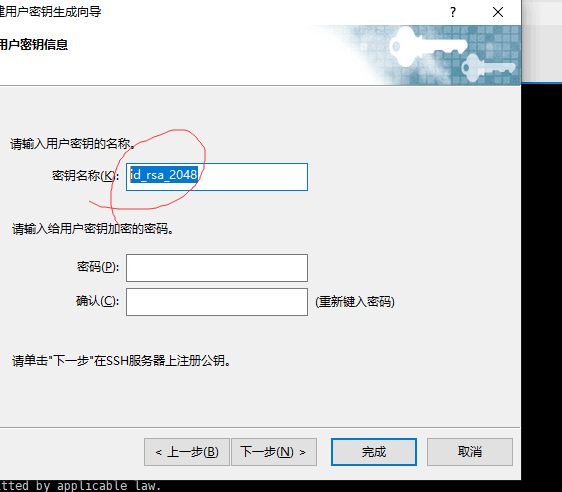 建用户密钥生成向导
?
用户密钥信息
请输入用户密钥的名称。
密钥名称(K):
id_rsa_2048
请输入给用户密钥加密的密码。
密码(P):
确认(C):
(重新键入密码)
请单击"下一步"在SSH服务器上注册公钥。
< 上一步(B) 下一步(N) > 完成 取消
tted by applicable law.